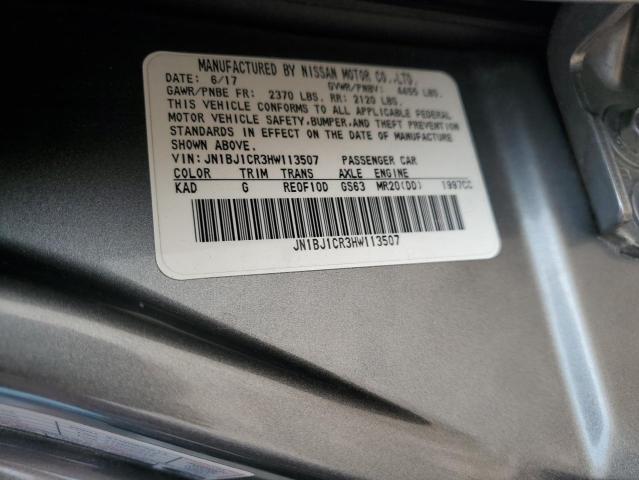 MANUFACTURED BY NISSAN MOTOR CO.,LTD.
DATE: 6/17 GVWR/PNBV: 4455 LBS.
GAWR/PNBE FR: 2370 LBS. RR: 2120 LBS.
THIS VEHICLE CONFORMS TO ALL APPLICABLE FEDERAL
MOTOR VEHICLE SAFETY,BUMPER,AND THEFT PREVENTION
STANDARDS IN EFFECT ON THE DATE OF MANUFACTURE
SHOWN ABOVE.
VIN: JN1BJ1CR3HW113507 PASSENGER CAR
COLOR TRIM TRANS AXLE ENGINE
KAD G RE0F10D GS63 MR20(DD) 1997CC
JN1BJ1CR3HW113507